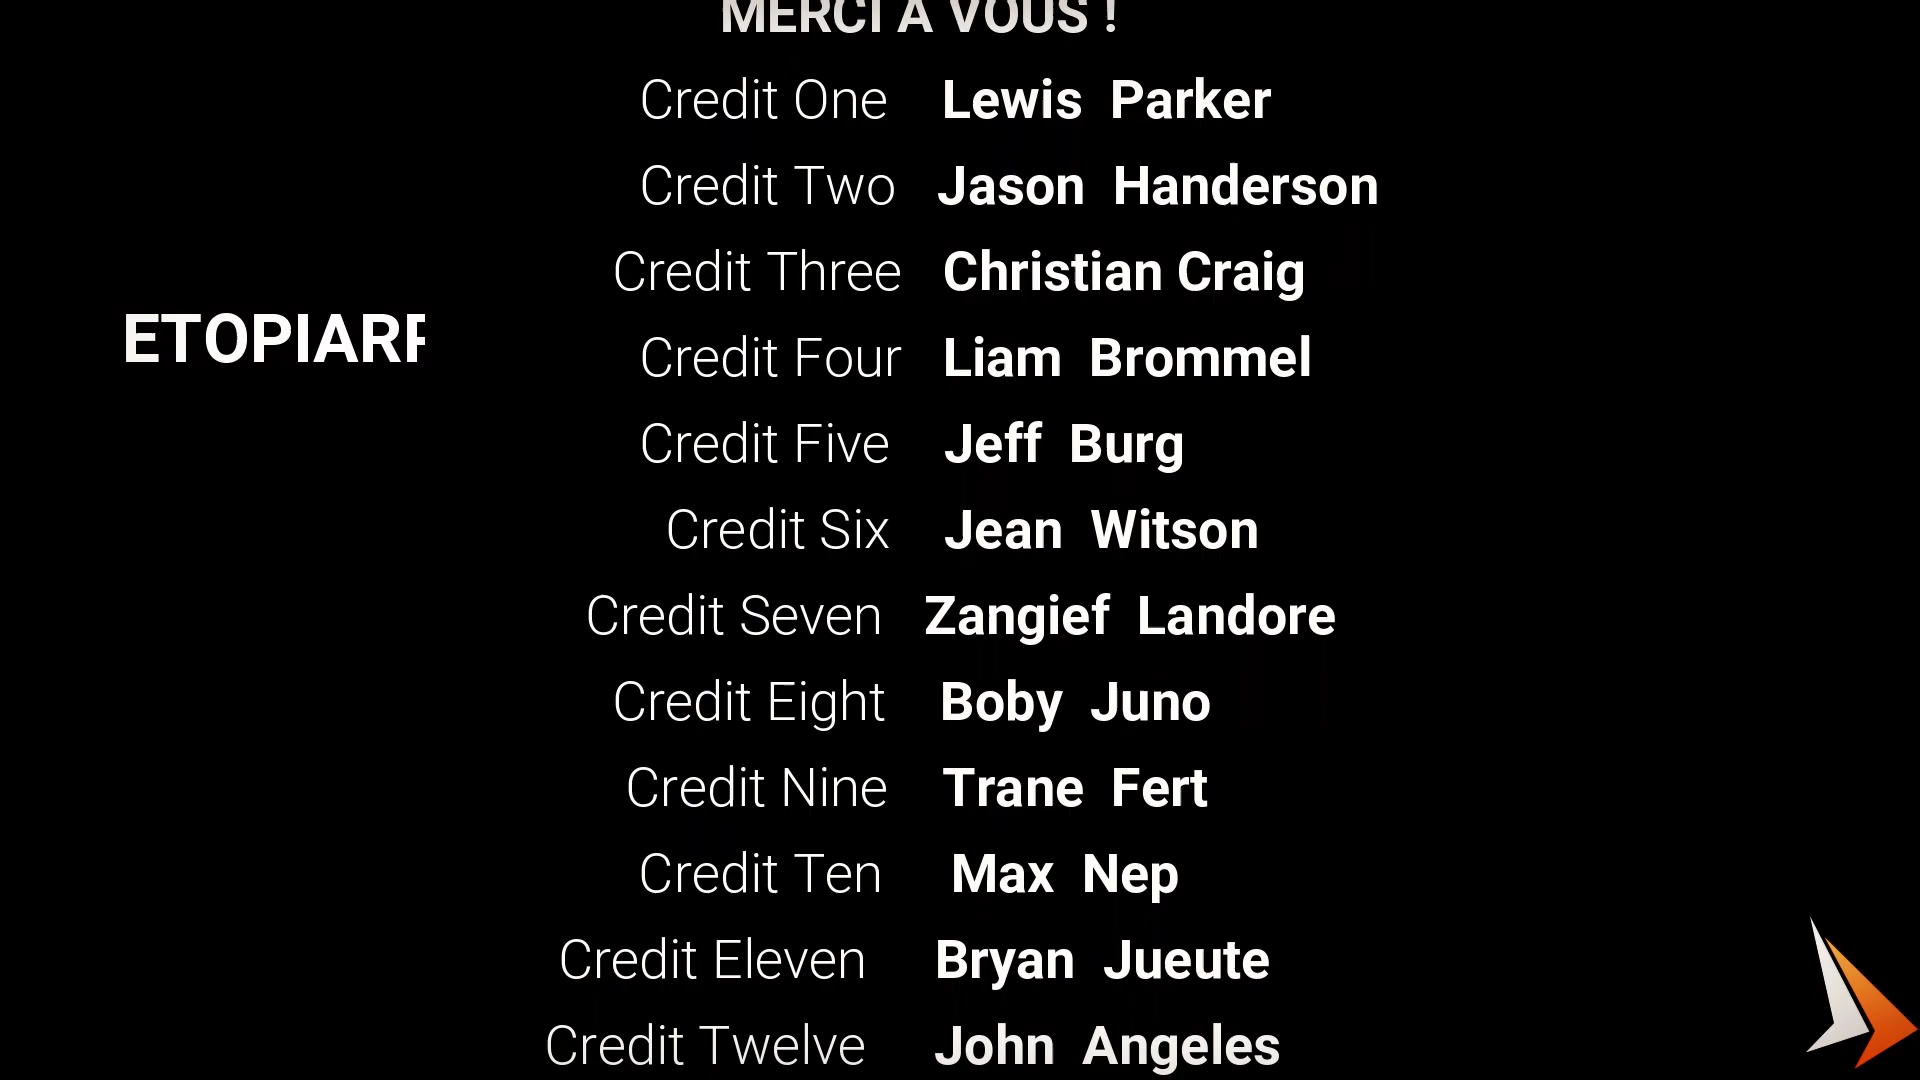 MERCI A VOUS !
Credit One Lewis Parker
Credit Two Jason Handerson
Credit Three Christian Craig
ETOPIARF
Credit Four Liam Brommel
Credit Five Jeff Burg
Credit Six Jean Witson
Credit Seven Zangief Landore
Credit Eight Boby Juno
Credit Nine Trane Fert
Credit Ten Max Nep
Credit Eleven Bryan Jueute
Credit Twelve John Angeles